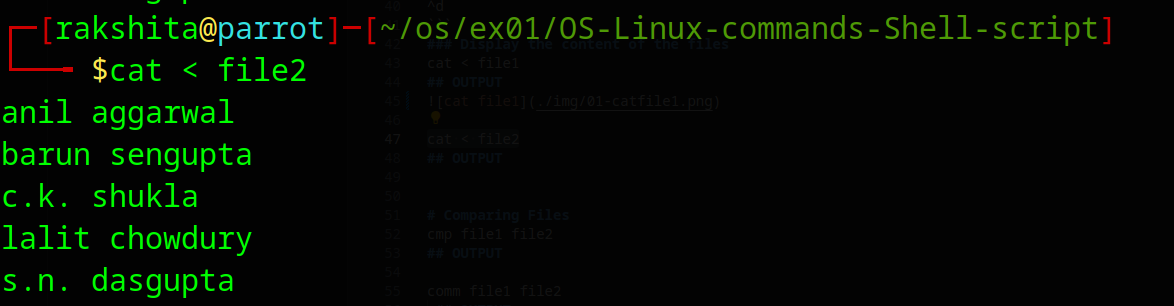 [rakshita@parrot]─[~/os/ex01/OS-Linux-commands-Shell-script]
$cat < file2
anil aggarwal
barun sengupta
c.k. shukla
lalit chowdury
s.n. dasgupta
40
^d
42 ### Display the content of the files
43 cat < file1
44 ## OUTPUT
45 ![cat file1](./img/01-catfile1.png)
46
47 cat < file2
48 ## OUTPUT
49
50
51 # Comparing Files
52 cmp file1 file2
53 ## OUTPUT
54
55 comm file1 file2